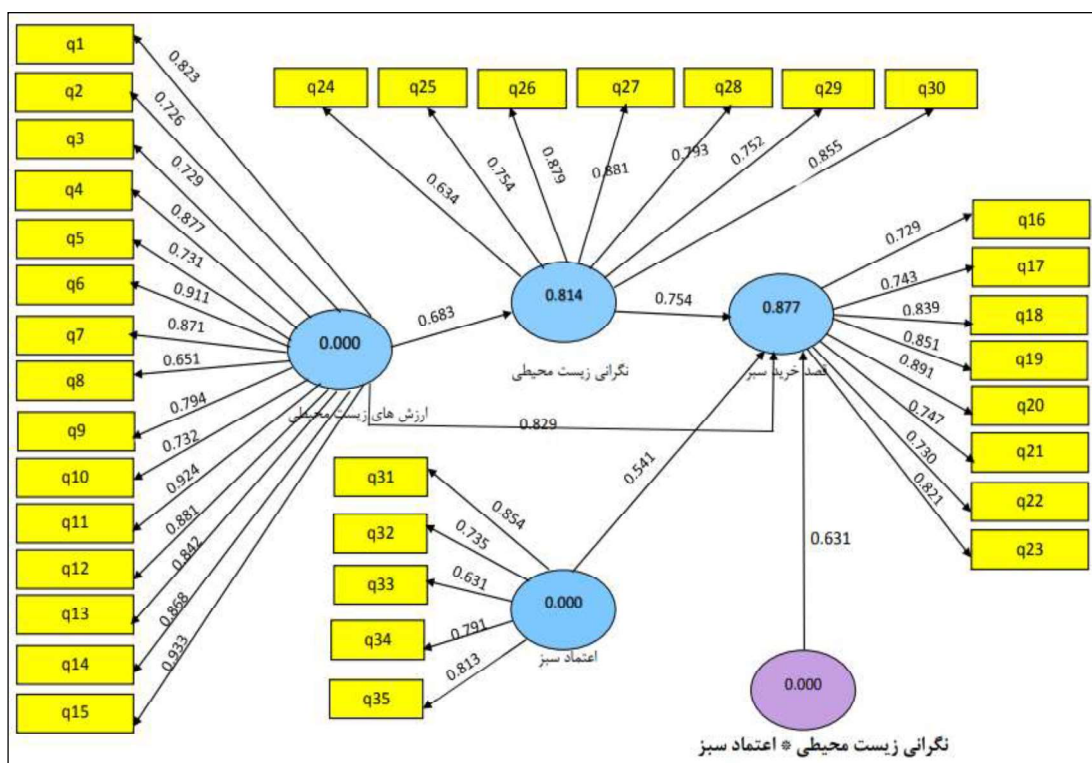 q1
q2
q3
q4
q5
q6
q7
q8
q9
q10
q11
q12
q13
q14
q15
0.823
0.726
0.729
0.877
0.731
0.911
0.871
0.651
0.794
0.732
0.924
0.881
0.842
0.868
0.933
0.000
ارزش های زیست محیطی
q24
q25
q26
q27
q28
q29
q30
0.634
0.754
0.879
0.881
0.793
0.752
0.855
0.683
0.814
نگرانی زیست محیطی
0.754
0.877
قصد خرید سبز
0.729
0.743
0.839
0.851
0.891
0.747
0.730
0.821
q16
q17
q18
q19
q20
q21
q22
q23
0.829
0.541
0.631
q31
q32
q33
q34
q35
0.854
0.735
0.631
0.791
0.813
0.000
اعتماد سبز
0.000
نگرانی زیست محیطی * اعتماد سبز